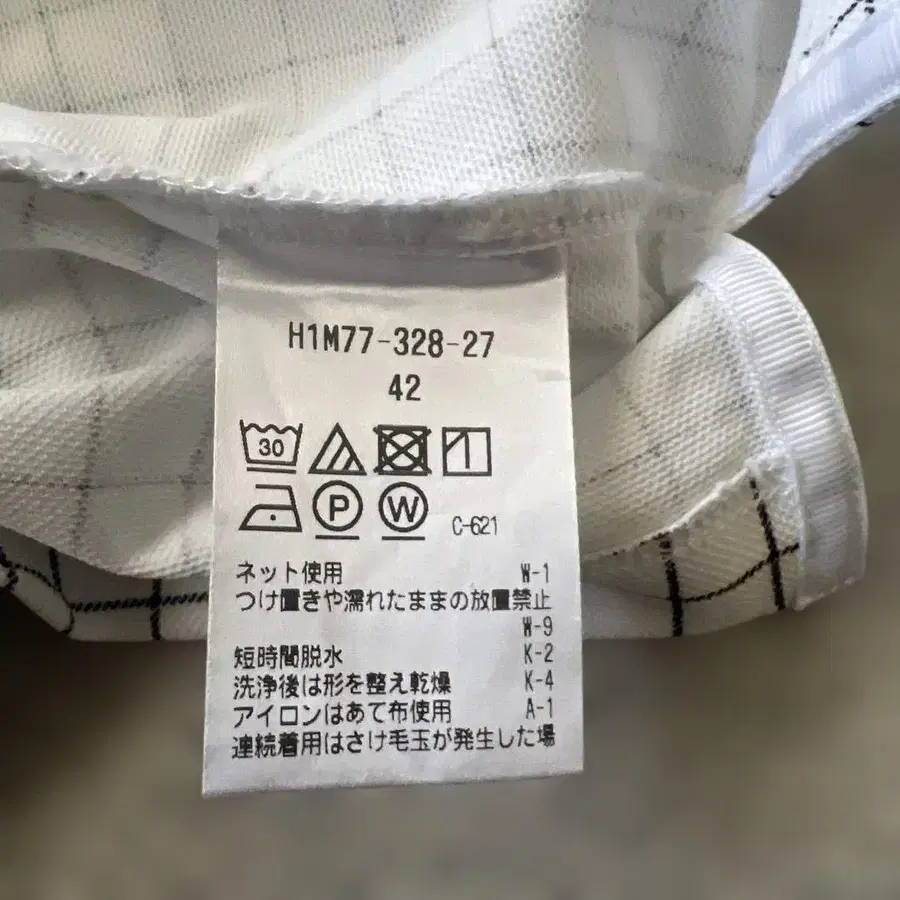 H1M77-328-27
42
30
P W C-621
ネット使用 W-1
つけ置きや濡れたままの放置禁止
W-9
短時間脱水 K-2
洗浄後は形を整え乾燥 K-4
アイロンはあて布使用 A-1
連続着用はさけ毛玉が発生した場